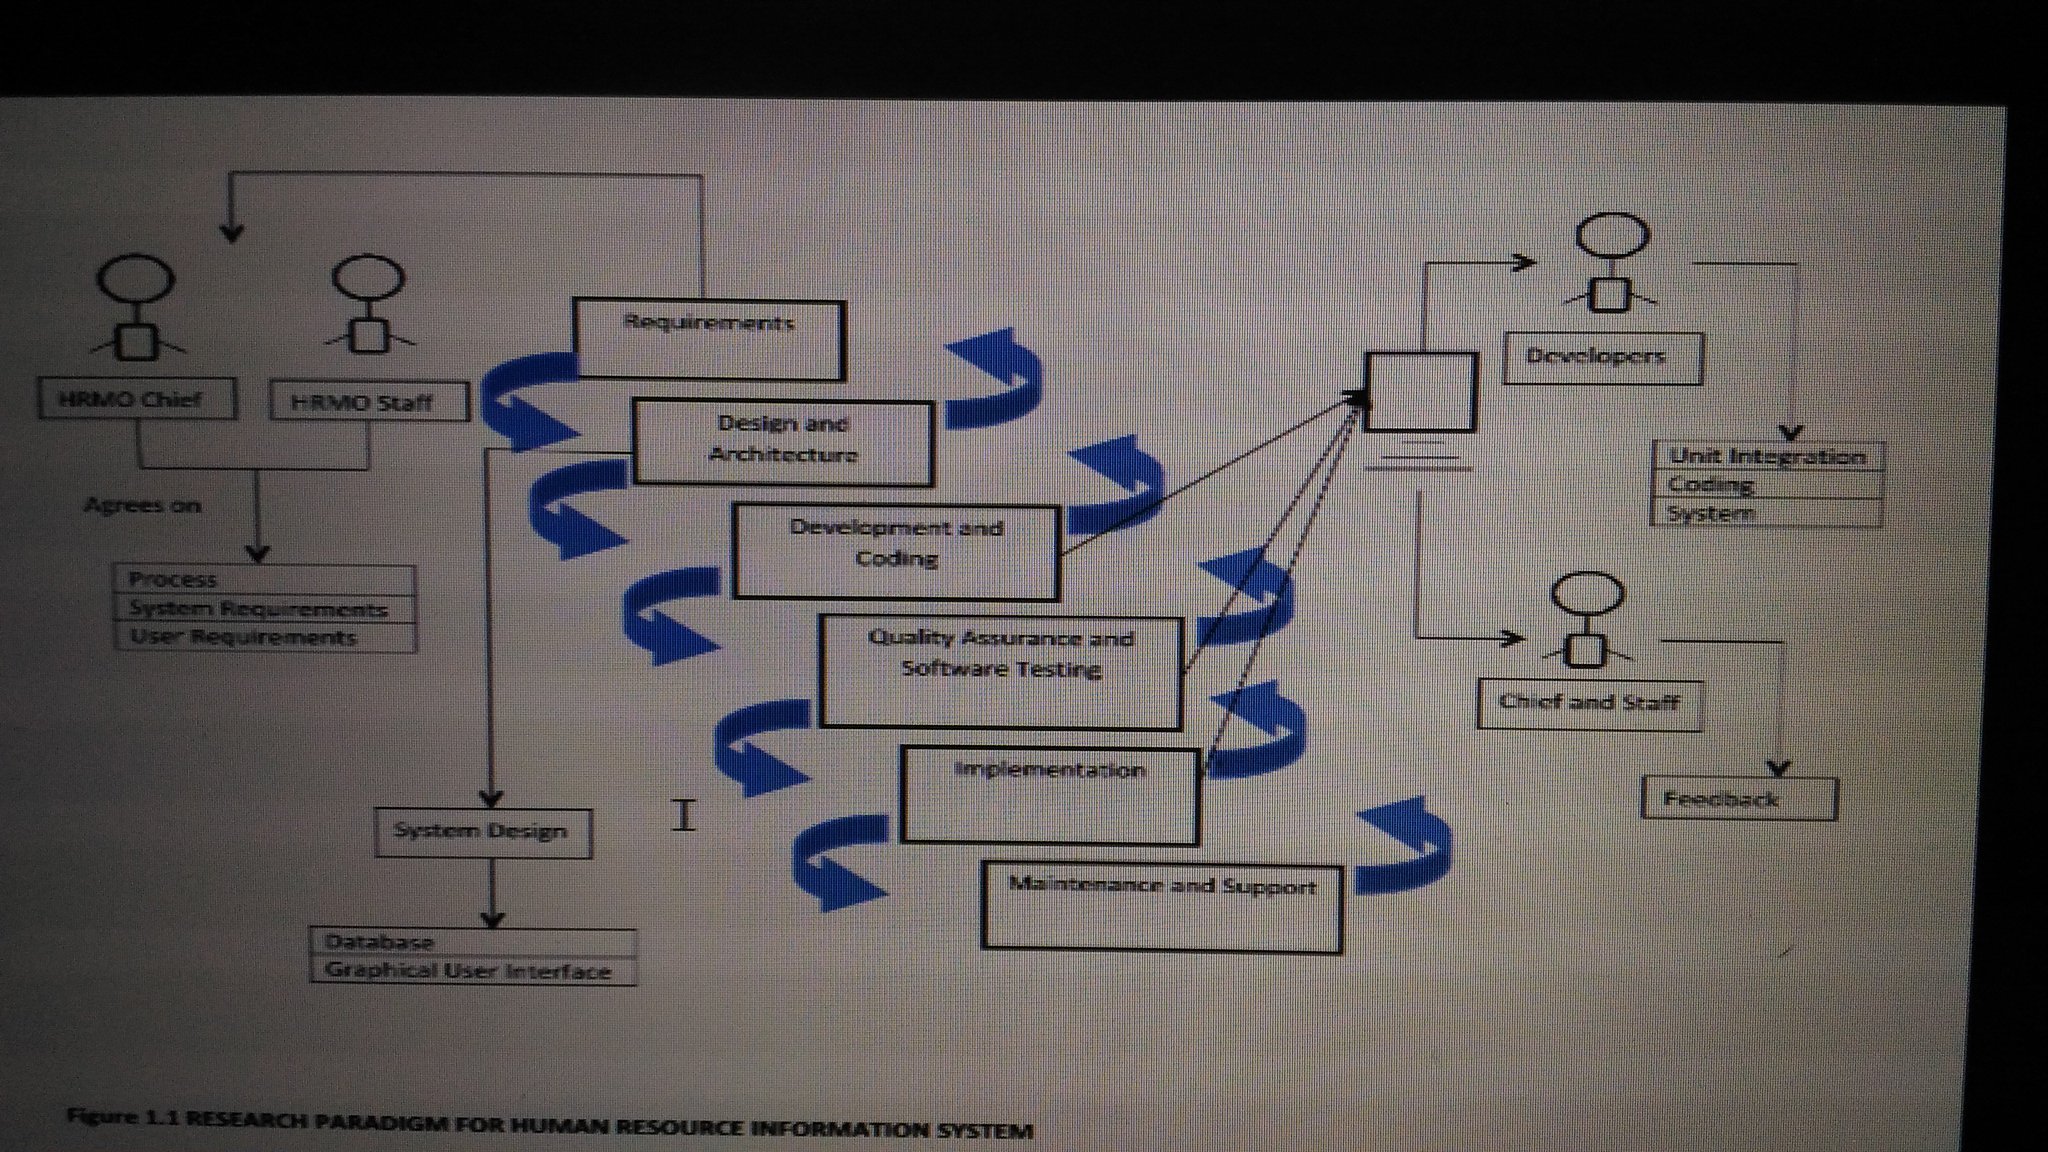 Requirements
HRMO Chief
HRMO Staff
Agrees on
Process
System Requirements
User Requirements
Design and
Architecture
Development and
Coding
Quality Assurance and
Software Testing
Implementation
Maintenance and Support
System Design
Database
Graphical User Interface
Developers
Unit Integration
Coding
System
Chief and Staff
Feedback
Figure 1.1 RESEARCH PARADIGM FOR HUMAN RESOURCE INFORMATION SYSTEM